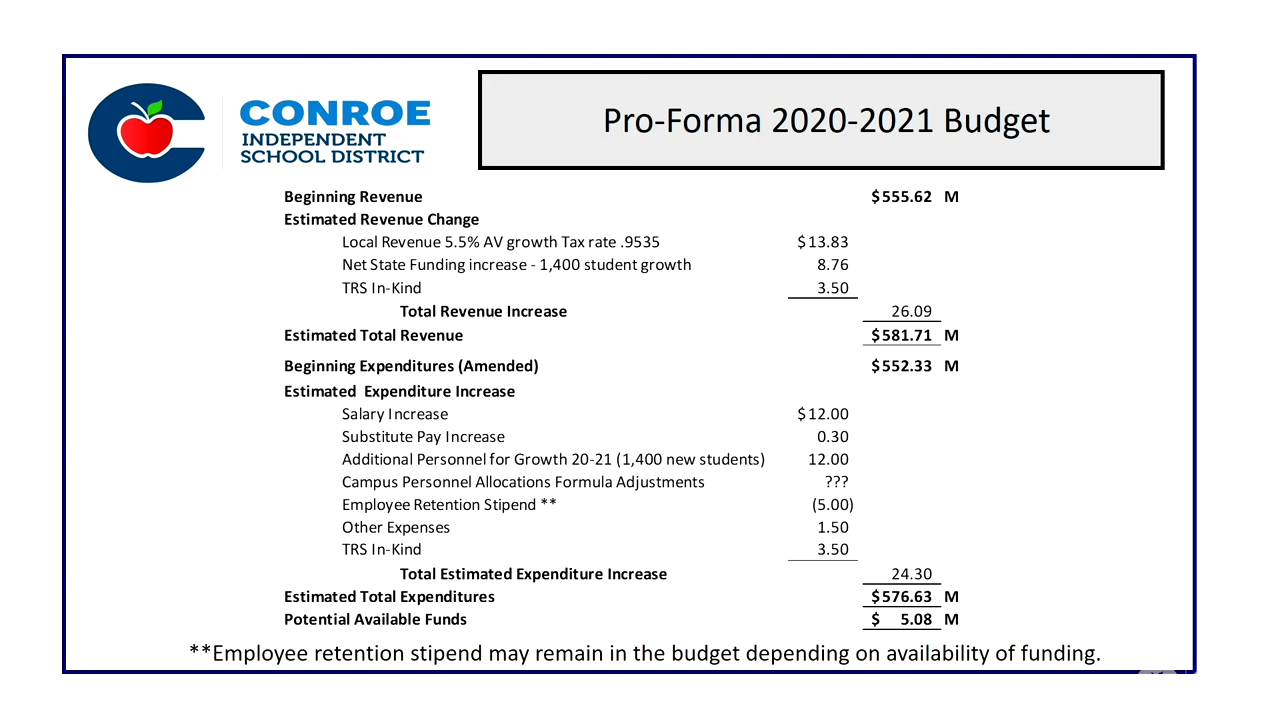 CONROE
INDEPENDENT
SCHOOL DISTRICT
Pro-Forma 2020-2021 Budget
Beginning Revenue $555.62 M
Estimated Revenue Change
Local Revenue 5.5% AV growth Tax rate .9535 $13.83
Net State Funding increase - 1,400 student growth 8.76
TRS In-Kind 3.50
Total Revenue Increase 26.09
Estimated Total Revenue $581.71 M
Beginning Expenditures (Amended) $552.33 M
Estimated Expenditure Increase
Salary Increase $12.00
Substitute Pay Increase 0.30
Additional Personnel for Growth 20-21 (1,400 new students) 12.00
Campus Personnel Allocations Formula Adjustments ???
Employee Retention Stipend ** (5.00)
Other Expenses 1.50
TRS In-Kind 3.50
Total Estimated Expenditure Increase 24.30
Estimated Total Expenditures $576.63 M
Potential Available Funds $ 5.08 M
**Employee retention stipend may remain in the budget depending on availability of funding.